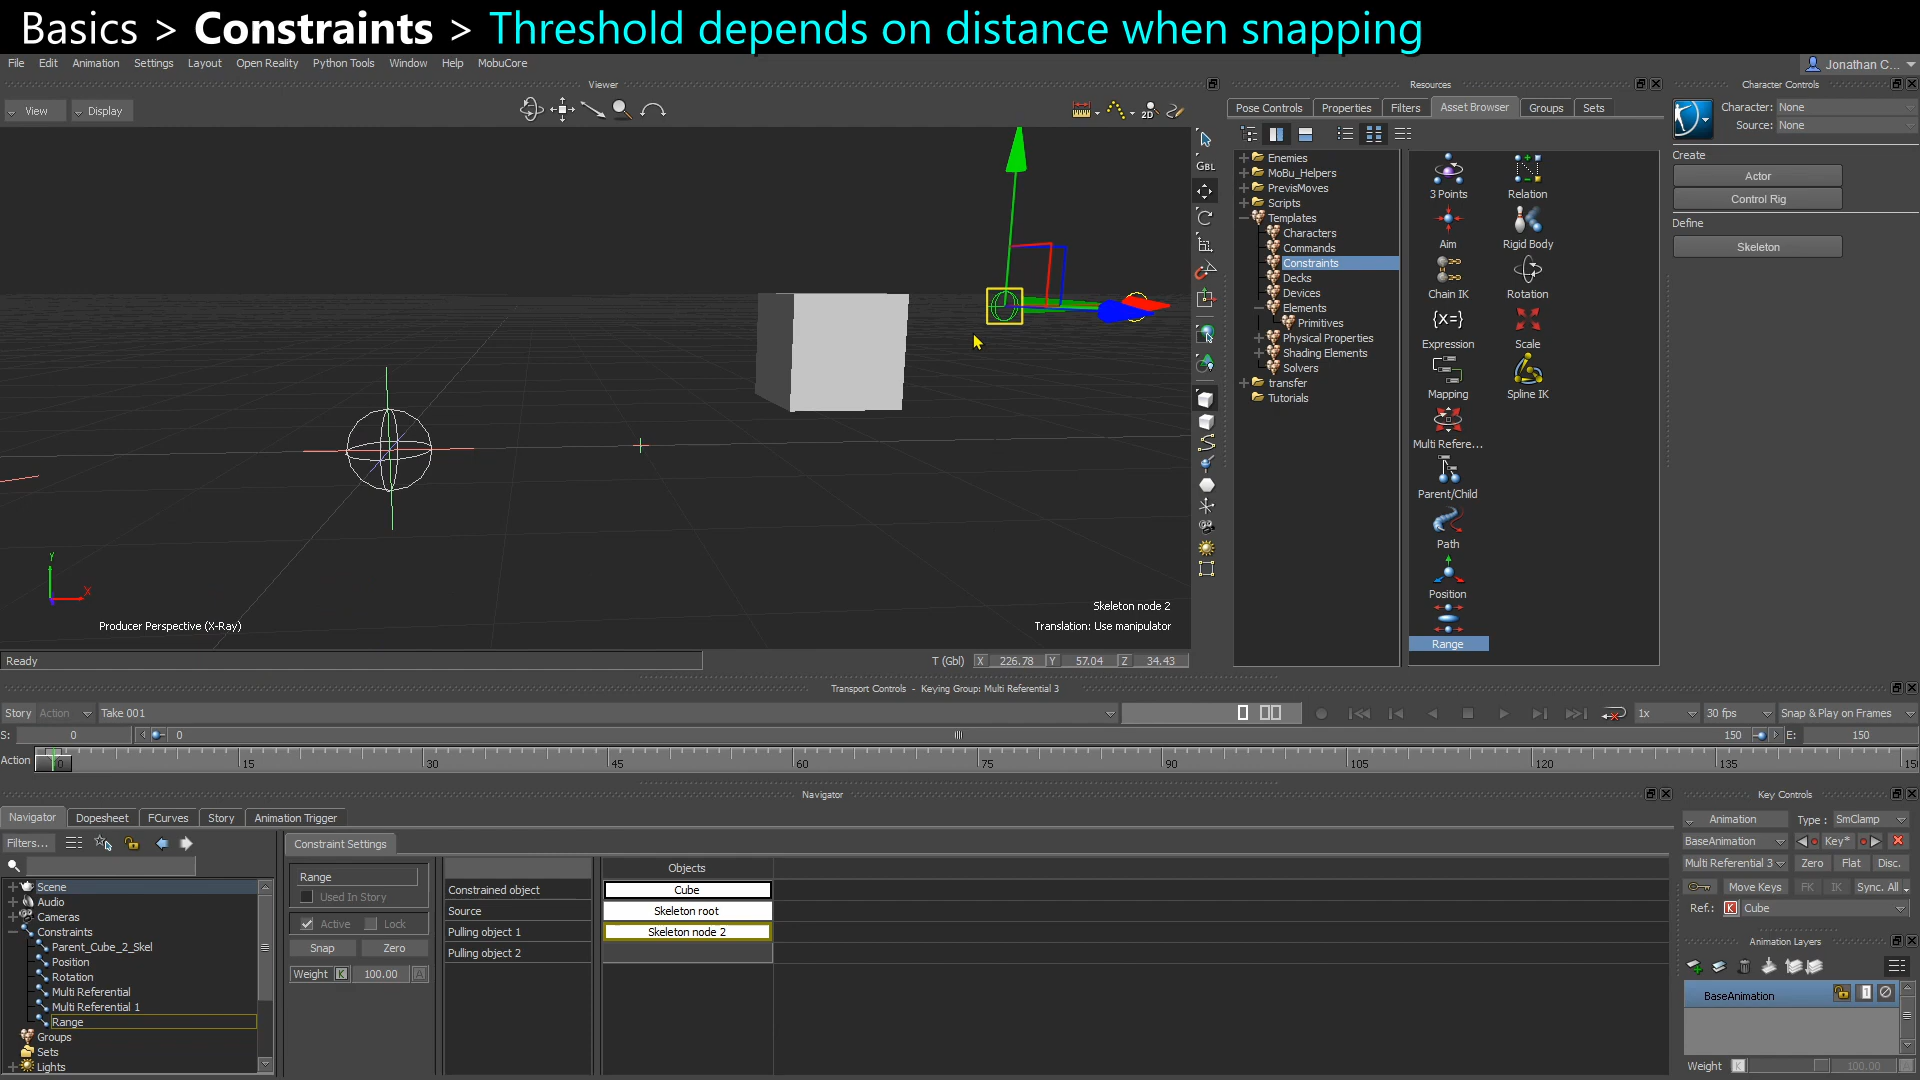 Basics > Constraints > Threshold depends on distance when snapping
File Edit Animation Settings Layout Open Reality Python Tools Window Help MobuCore
Jonathan C...
Viewer
Resources
Character Controls
View Display
2D
Pose Controls Properties Filters Asset Browser Groups Sets
Character: None
Source: None
GBL
Enemies
MoBu_Helpers
PrevisMoves
Scripts
Templates
Characters
Commands
Constraints
Decks
Devices
Elements
Primitives
Physical Properties
Shading Elements
Solvers
transfer
Tutorials
3 Points Relation
Aim Rigid Body
Chain IK Rotation
{x=}
Expression Scale
Mapping Spline IK
Multi Refere...
Parent/Child
Path
Position
Range
Create
Actor
Control Rig
Define
Skeleton
Y
X
Producer Perspective (X-Ray)
Skeleton node 2
Translation: Use manipulator
Ready
T (Gbl) X 226.78 Y 57.04 Z 34.43
Transport Controls - Keying Group: Multi Referential 3
Story Action Take 001
1x 30 fps Snap & Play on Frames
S: 0 0 150 E: 150
Action 0 15 30 45 60 75 90 105 120 135 15
Navigator
Key Controls
Navigator Dopesheet FCurves Story Animation Trigger
Filters...
Scene
Audio
Cameras
Constraints
Parent_Cube_2_Skel
Position
Rotation
Multi Referential
Multi Referential 1
Range
Groups
Sets
Lights
Constraint Settings
Range
Used In Story
Active Lock
Snap Zero
Weight K 100.00 A
Objects
Constrained object Cube
Source Skeleton root
Pulling object 1 Skeleton node 2
Pulling object 2
Animation Type : SmClamp
BaseAnimation Key*
Multi Referential 3 Zero Flat Disc.
Move Keys FK IK Sync. All
Ref.: K Cube
Animation Layers
BaseAnimation 1
Weight K 100.00 A